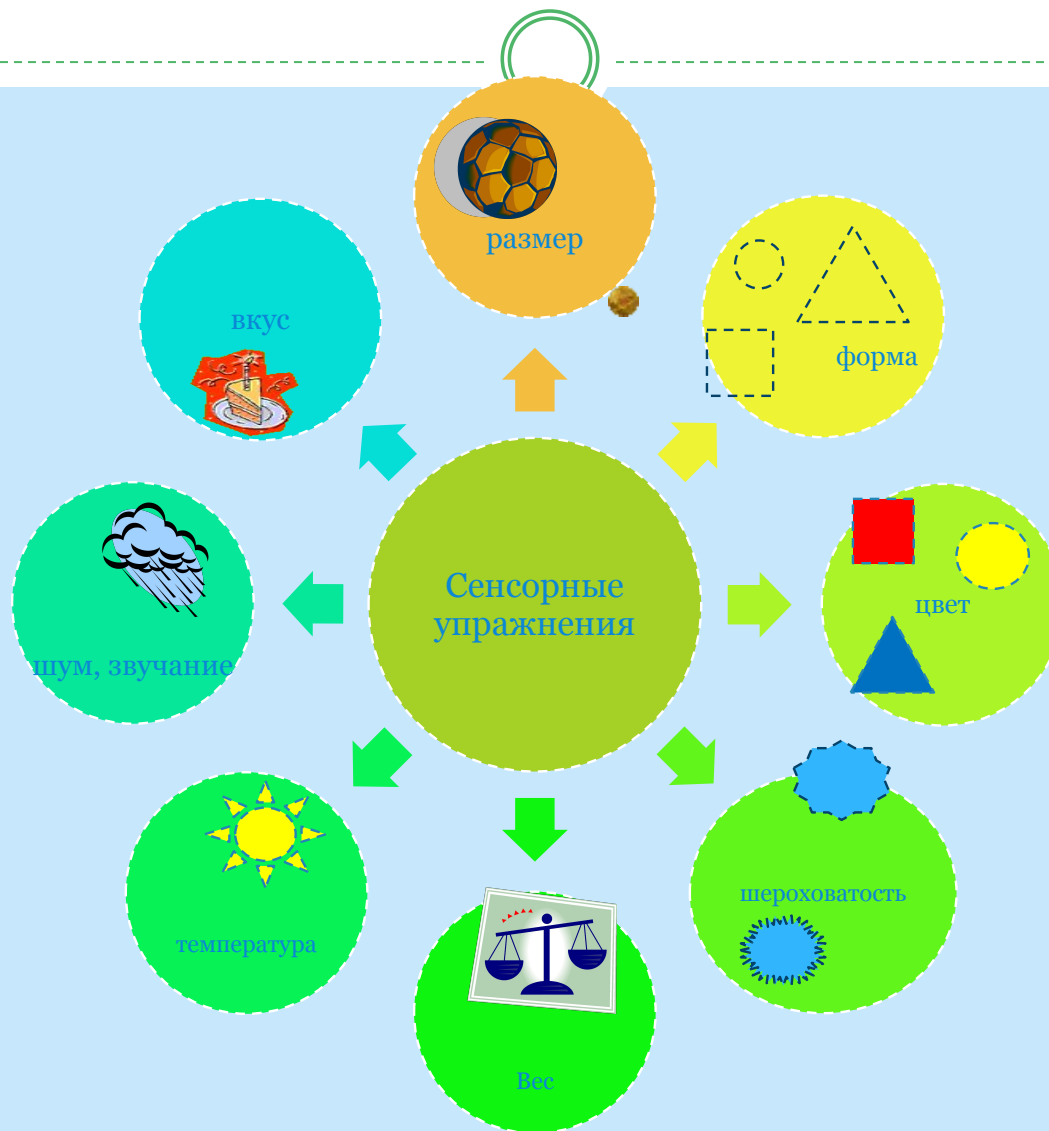 размер
форма
вкус
цвет
Сенсорные
упражнения
шум, звучание
шероховатость
температура
Вес